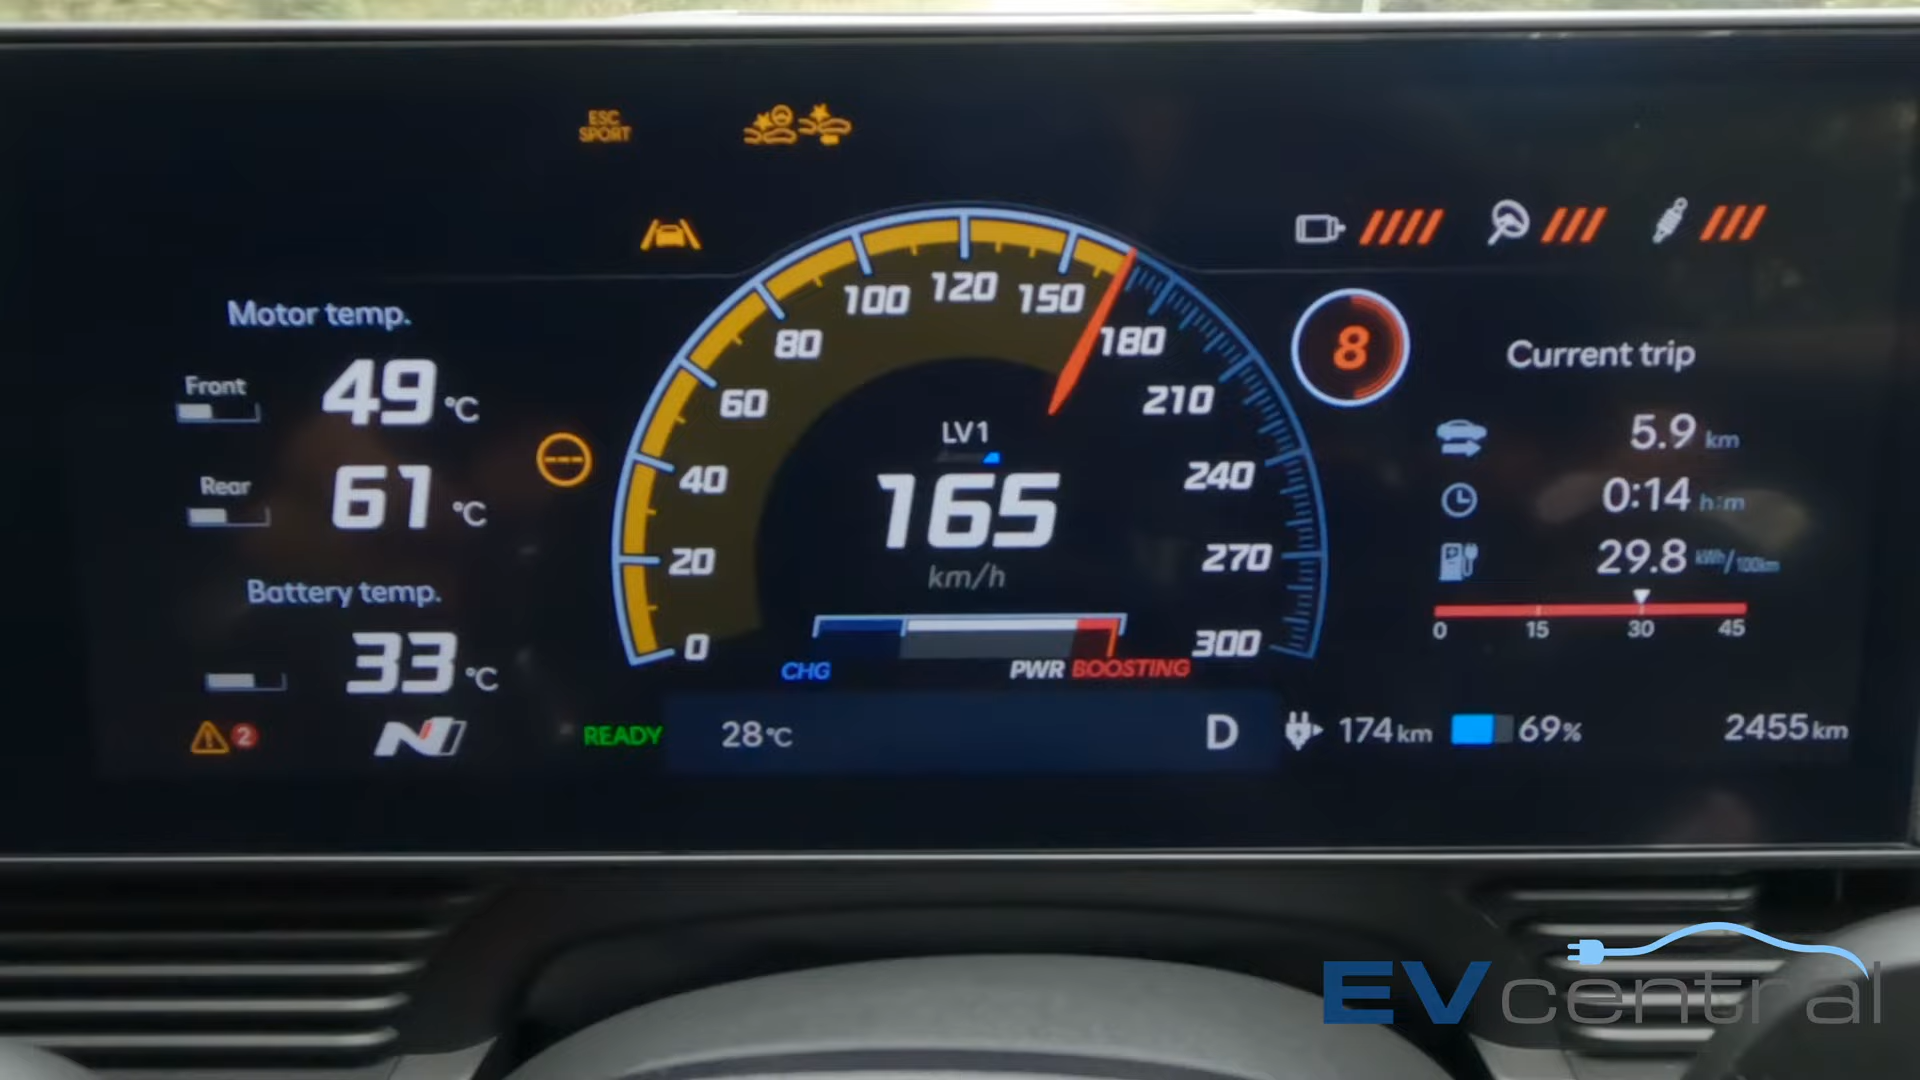 ESC
SPORT
Motor temp.
Front 49 °C
Rear 61 °C
Battery temp.
33 °C
2
N
READY
28°C
D
0 20 40 60 80 100 120 150 180 210 240 270 300
LV1
165
km/h
CHG
PWR BOOSTING
8
Current trip
5.9 km
0:14 h:m
29.8 kWh/100km
0 15 30 45
174 km
69%
2455 km
EVcentral